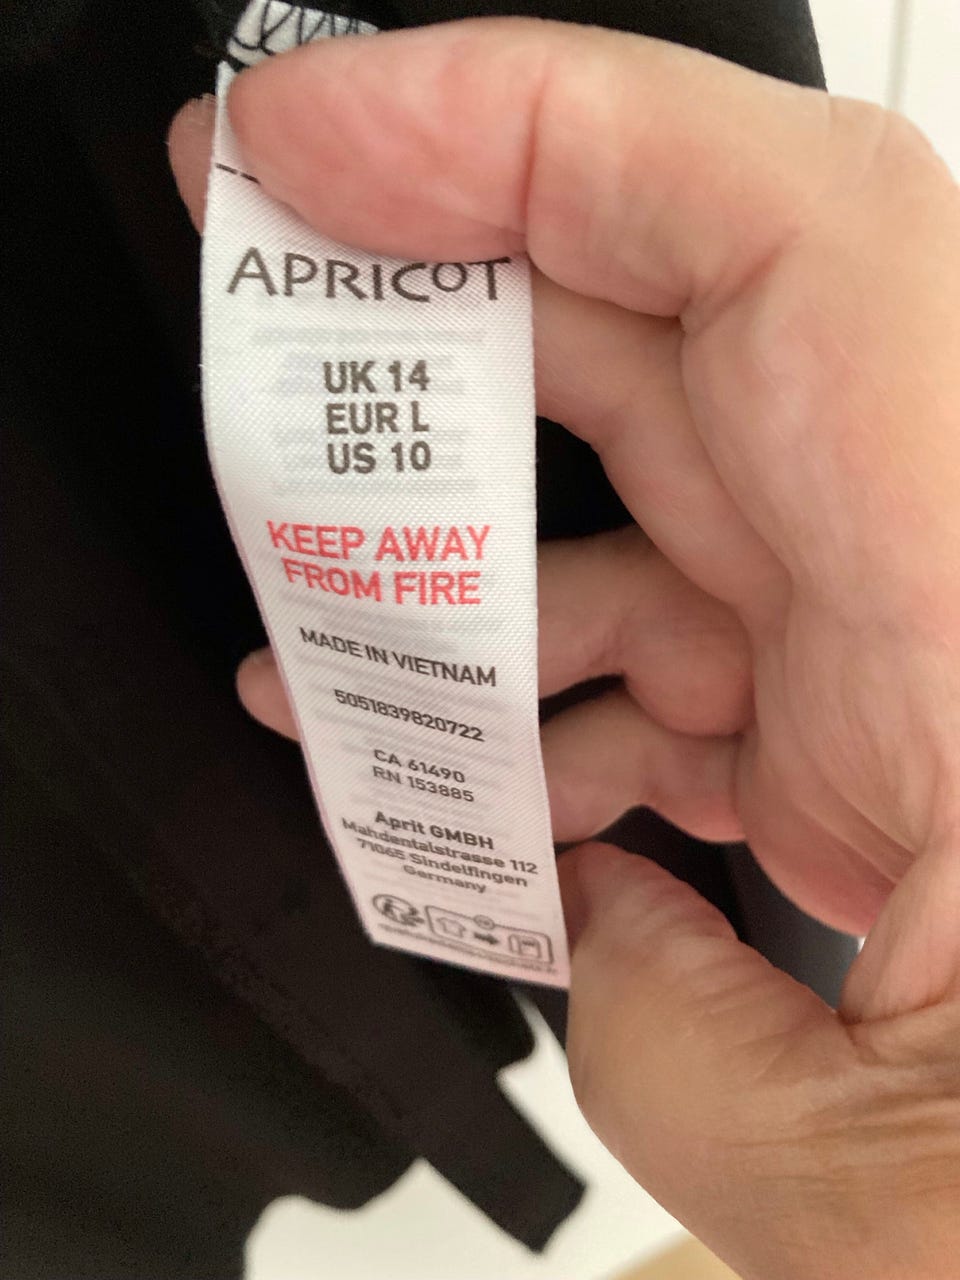 APRICOT
UK 14
EUR L
US 10
KEEP AWAY
FROM FIRE
MADE IN VIETNAM
5051839820722
CA 61490
RN 153885
Aprit GMBH
Mahdentalstrasse 112
71065 Sindelfingen
Germany